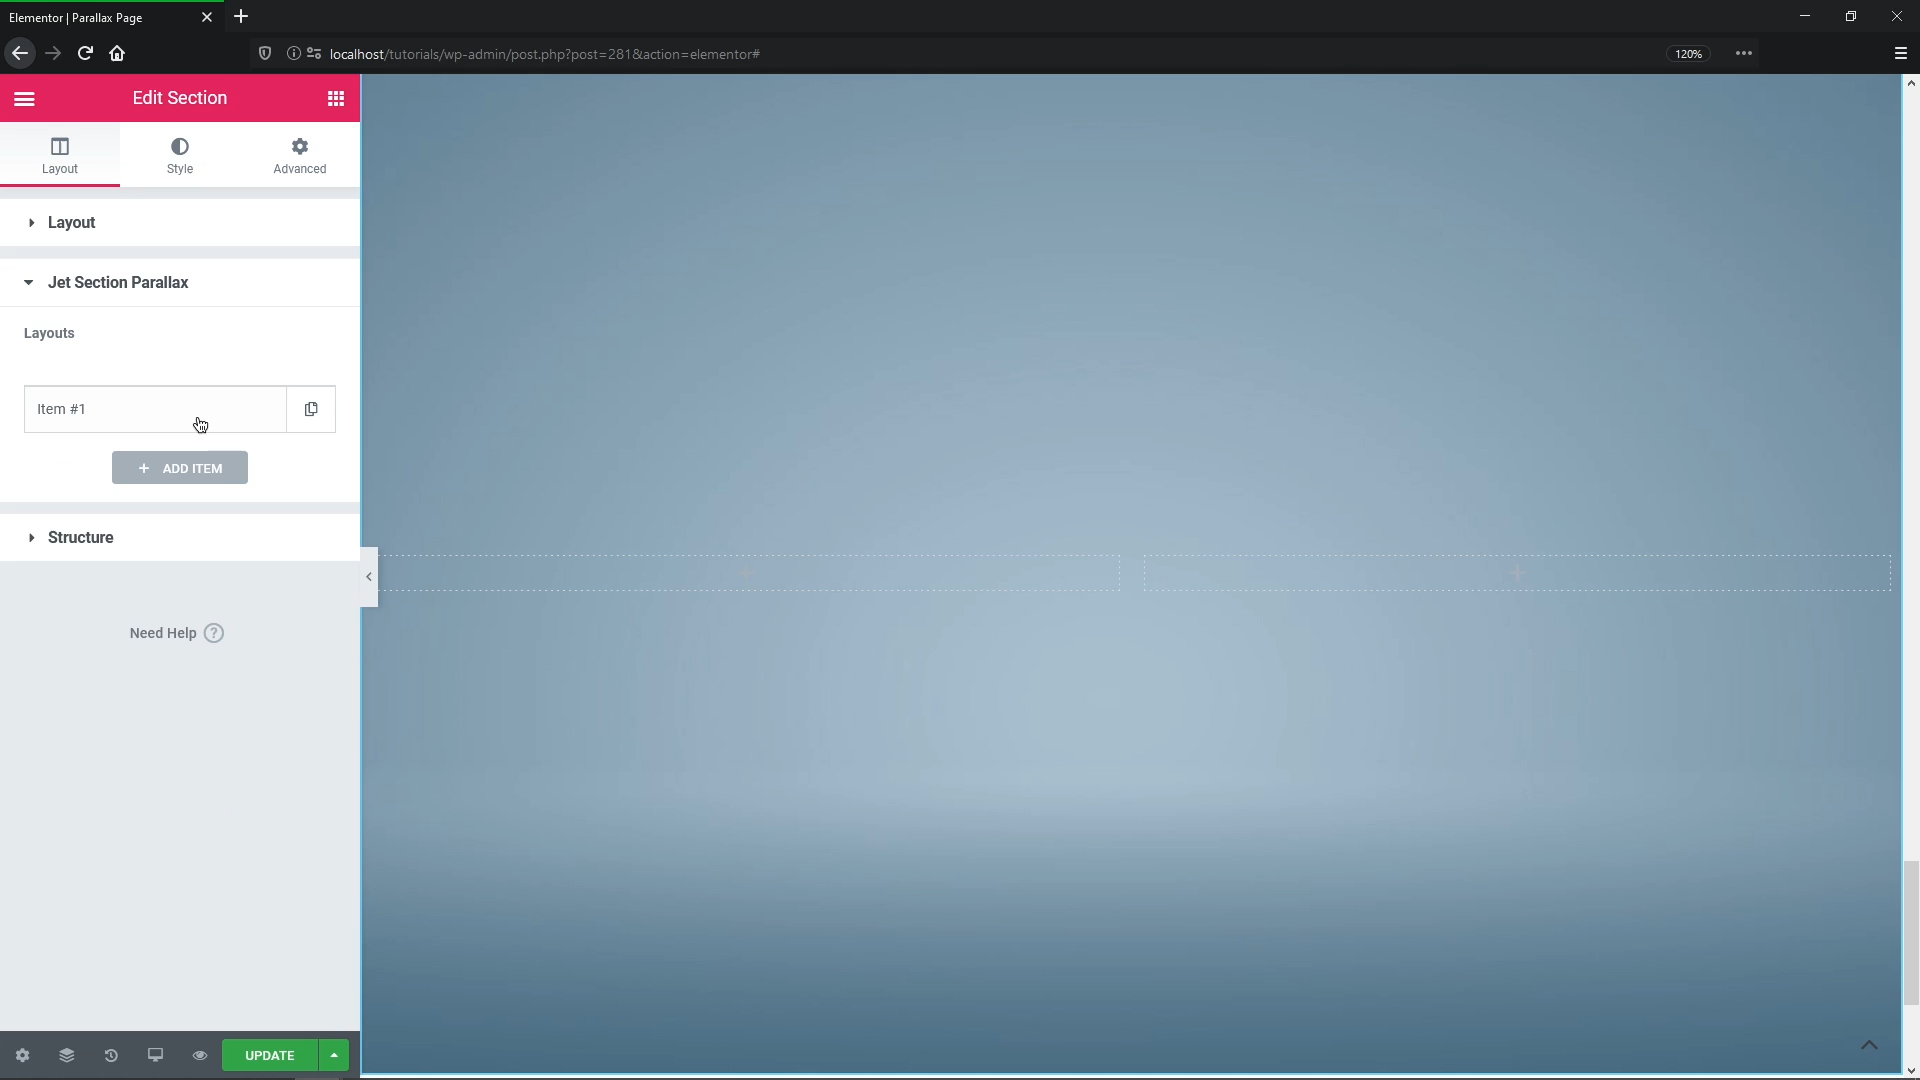 Elementor | Parallax Page
localhost/tutorials/wp-admin/post.php?post=281&action=elementor#
120%
Edit Section
Layout
Style
Advanced
Layout
Jet Section Parallax
Layouts
Item #1
ADD ITEM
Structure
Need Help ?
UPDATE